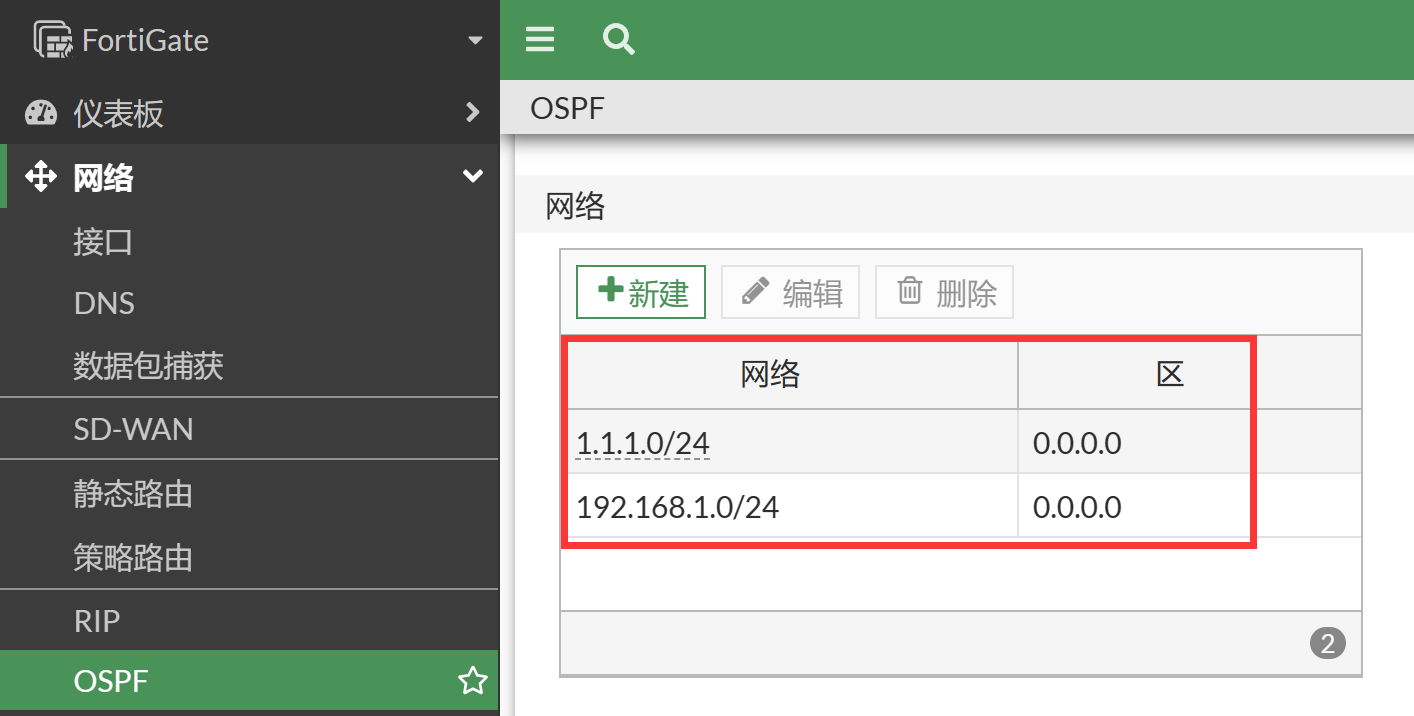 FortiGate
仪表板
网络
接口
DNS
数据包捕获
SD-WAN
静态路由
策略路由
RIP
OSPF
OSPF
网络
新建 编辑 删除
网络 区
1.1.1.0/24 0.0.0.0
192.168.1.0/24 0.0.0.0
2